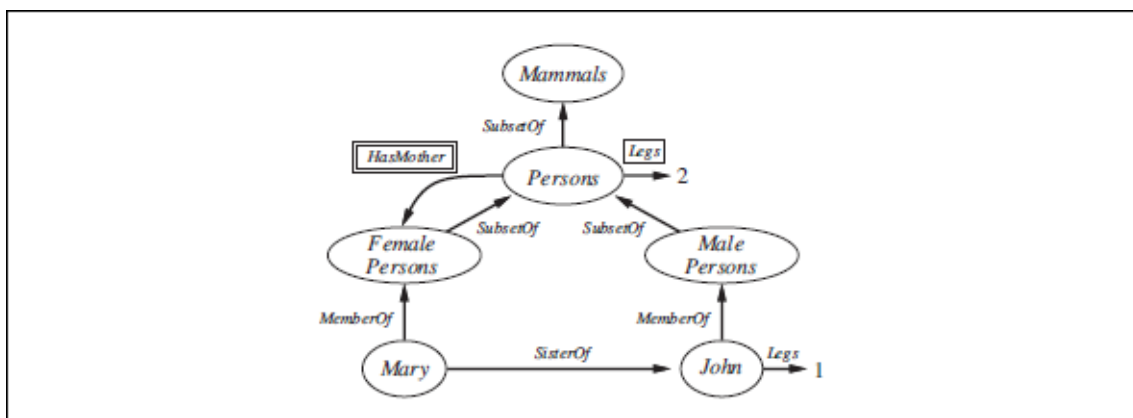 Mammals
SubsetOf
HasMother
Legs
Persons
2
SubsetOf
SubsetOf
Female
Persons
Male
Persons
MemberOf
MemberOf
SisterOf
Legs
Mary
John
1